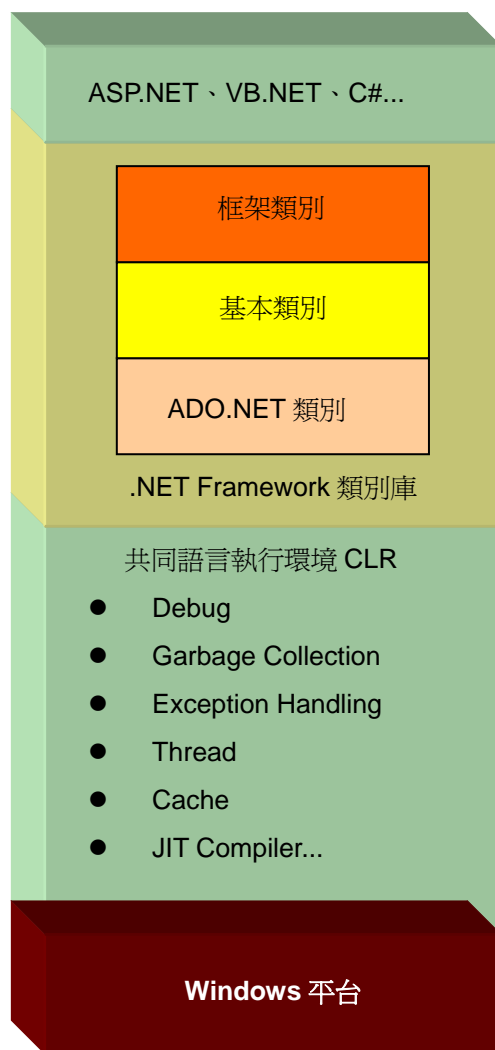 ASP.NET、VB.NET、C#...
框架類別
基本類別
ADO.NET 類別
.NET Framework 類別庫
共同語言執行環境 CLR
● Debug
● Garbage Collection
● Exception Handling
● Thread
● Cache
● JIT Compiler...
Windows 平台